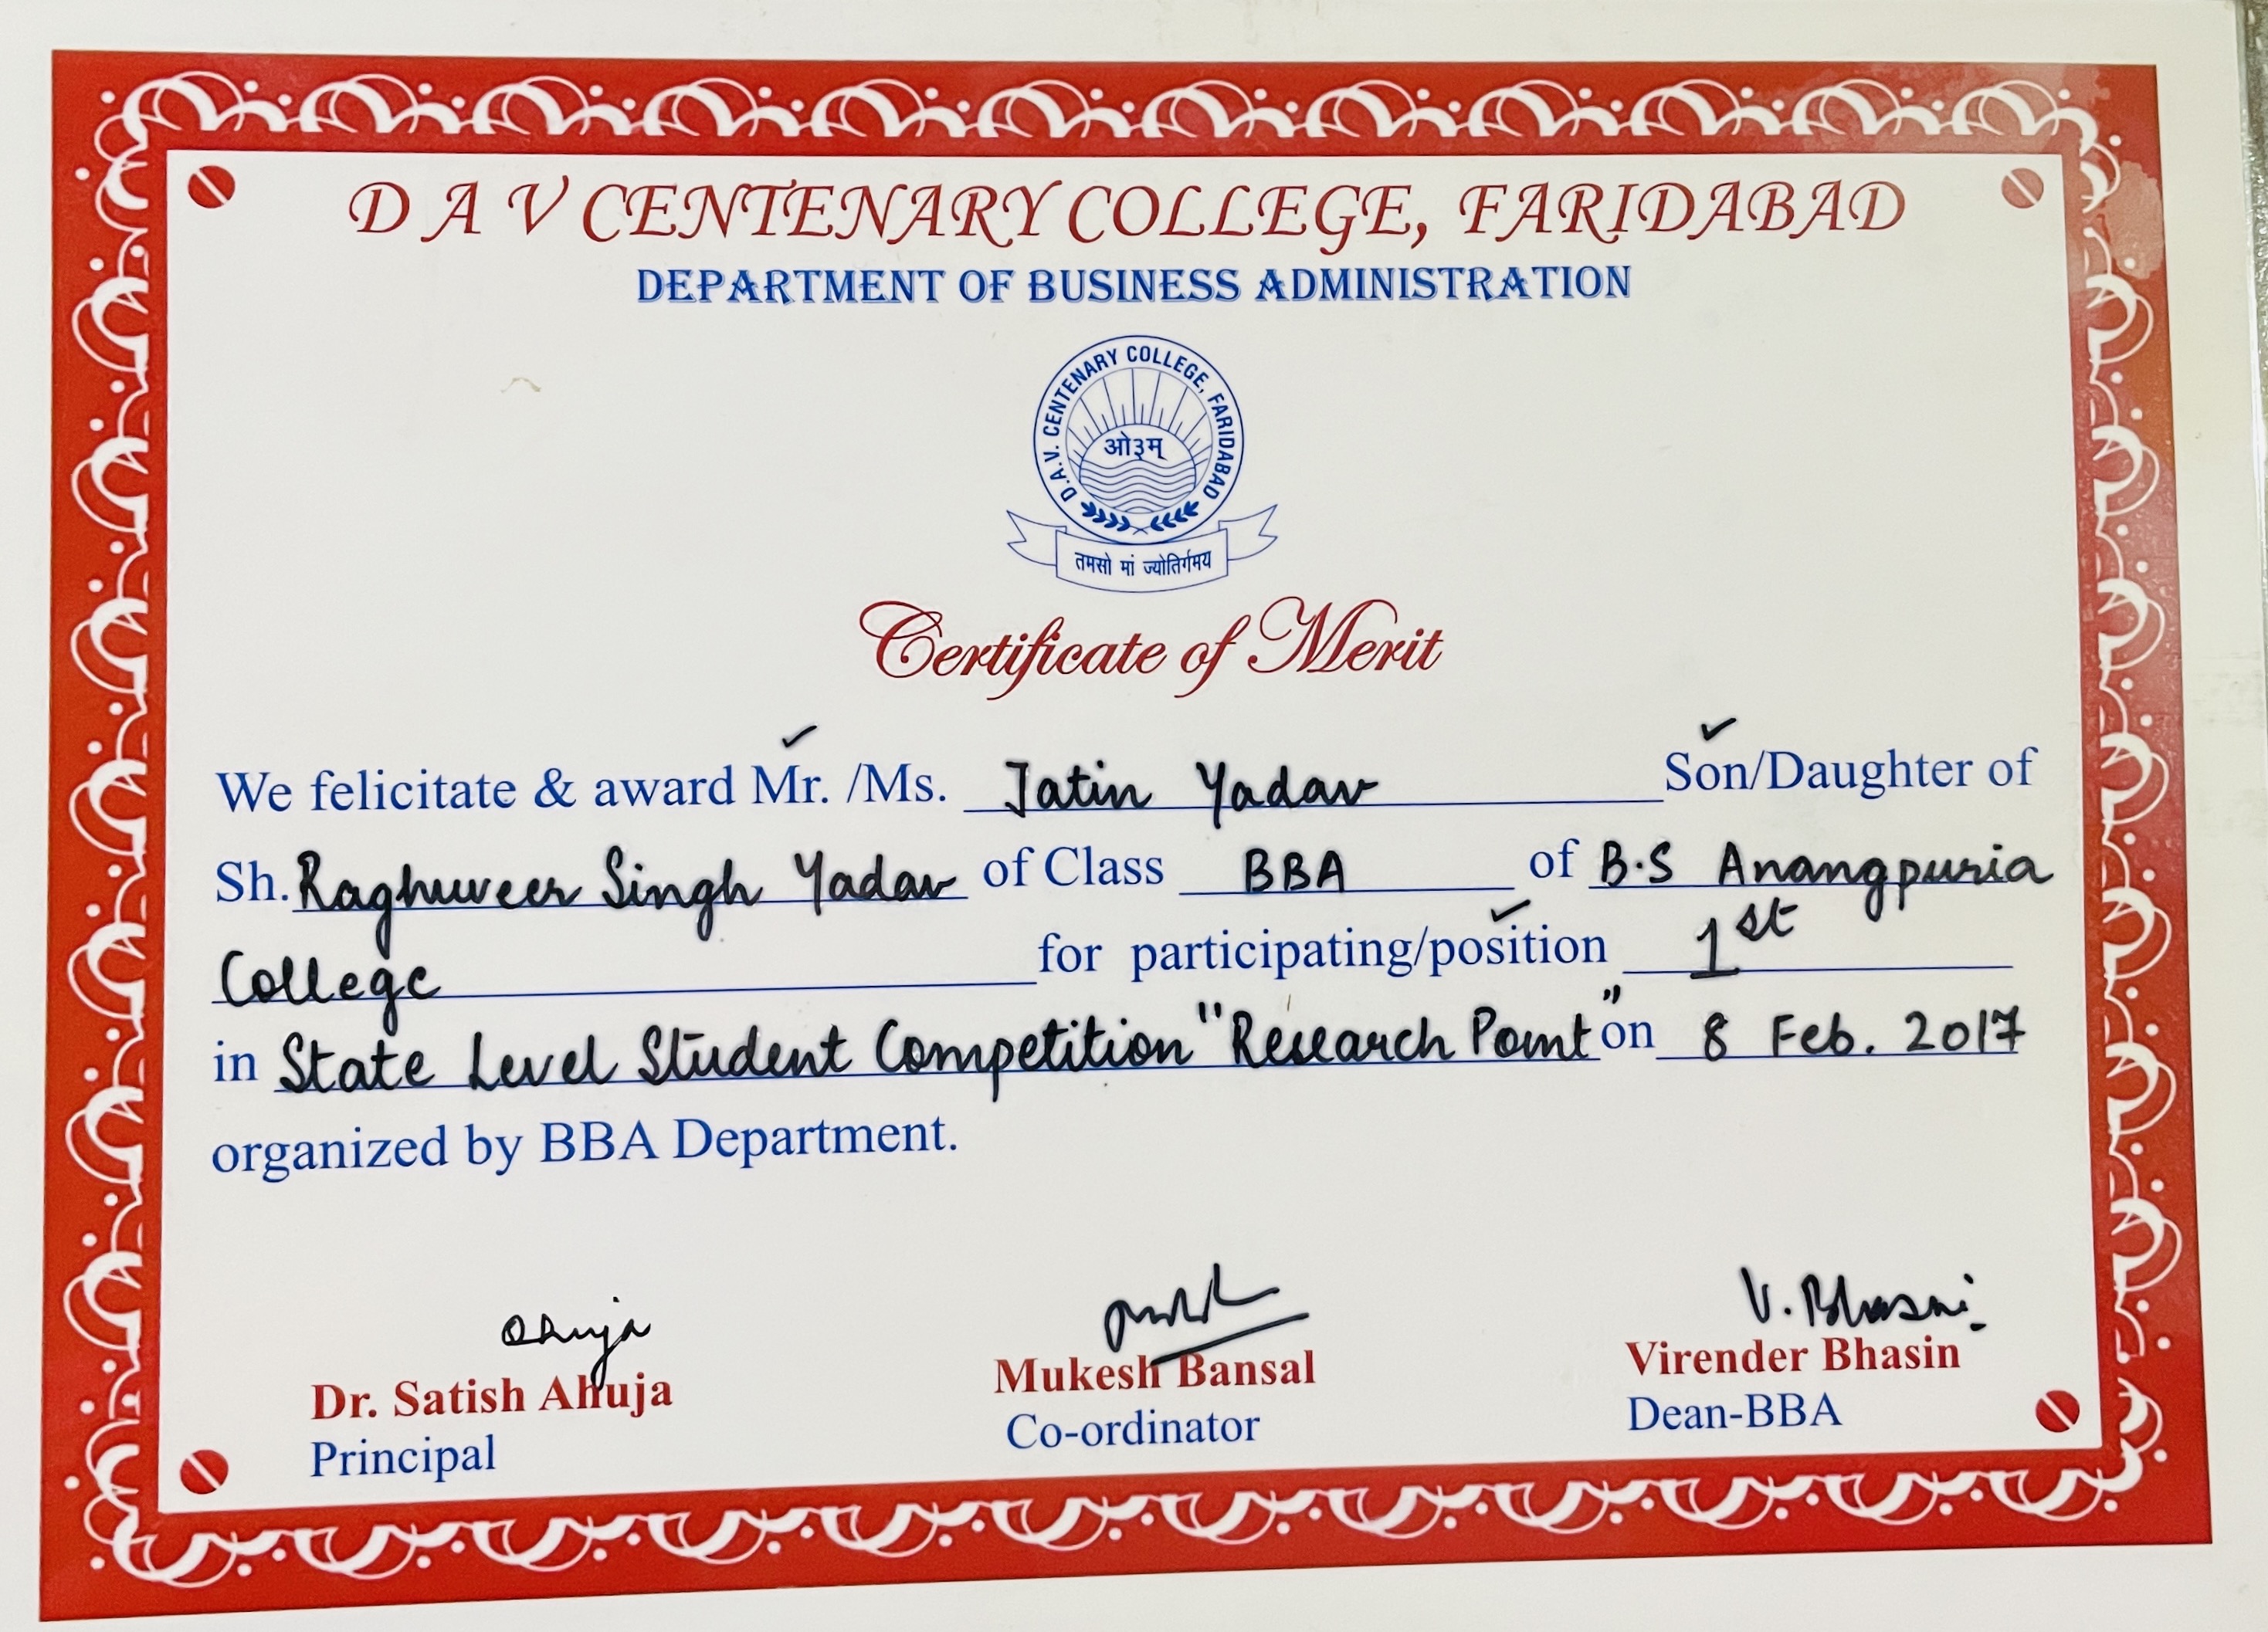 D A V CENTENARY COLLEGE, FARIDABAD
DEPARTMENT OF BUSINESS ADMINISTRATION
D.A.V. CENTENARY COLLEGE, FARIDABAD
ओ३म्
तमसो मां ज्योतिर्गमय
Certificate of Merit
We felicitate & award Mr. /Ms. Jatin Yadav Son/Daughter of
Sh. Raghuveer Singh Yadav of Class BBA of B.S Anangpuria
College for participating/position 1st
in State Level Student Competition "Research Point" on 8 Feb. 2017
organized by BBA Department.
Ahuja V. Bhasin
Dr. Satish Ahuja Mukesh Bansal Virender Bhasin
Principal Co-ordinator Dean-BBA